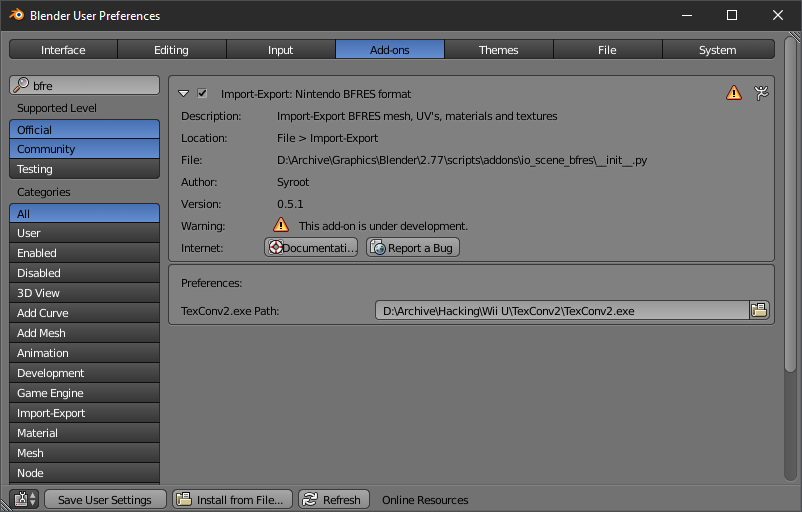 Blender User Preferences
Interface Editing Input Add-ons Themes File System
bfre
Supported Level
Official
Community
Testing
Categories
All
User
Enabled
Disabled
3D View
Add Curve
Add Mesh
Animation
Development
Game Engine
Import-Export
Material
Mesh
Node
Import-Export: Nintendo BFRES format
Description: Import-Export BFRES mesh, UV's, materials and textures
Location: File > Import-Export
File: D:\Archive\Graphics\Blender\2.77\scripts\addons\io_scene_bfres\__init__.py
Author: Syroot
Version: 0.5.1
Warning: This add-on is under development.
Internet: Documentati... Report a Bug
Preferences:
TexConv2.exe Path: D:\Archive\Hacking\Wii U\TexConv2\TexConv2.exe
Save User Settings Install from File... Refresh Online Resources